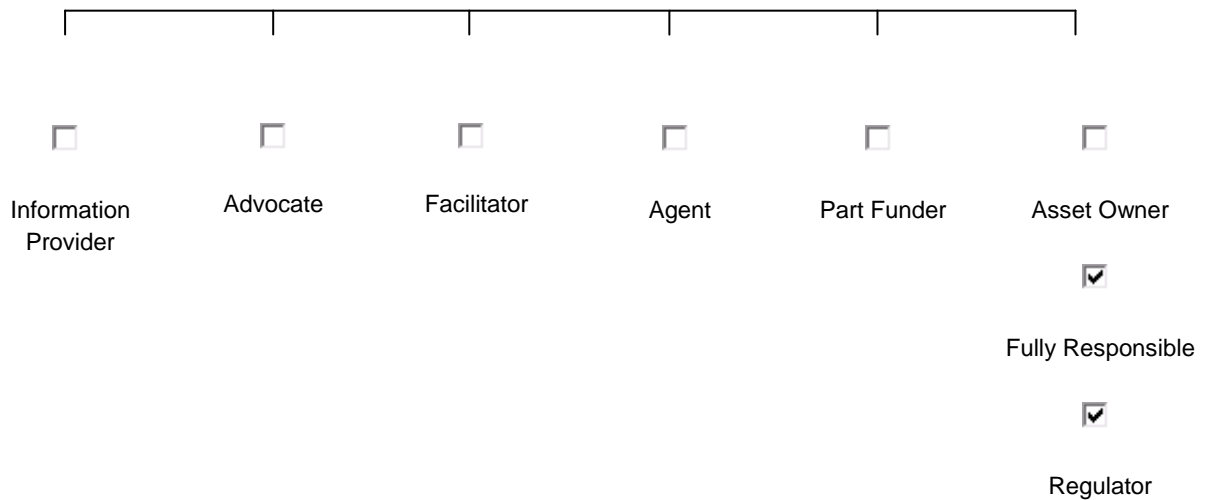 Information
Provider
Advocate
Facilitator
Agent
Part Funder
Asset Owner
Fully Responsible
Regulator